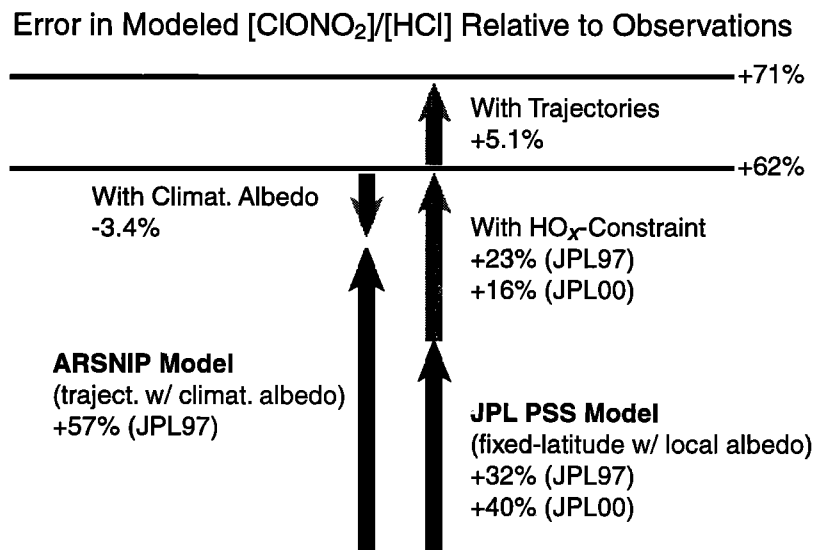 Error in Modeled [ClONO₂]/[HCl] Relative to Observations
+71%
With Trajectories
+5.1%
+62%
With Climat. Albedo
-3.4%
With HOₓ-Constraint
+23% (JPL97)
+16% (JPL00)
ARSNIP Model
(traject. w/ climat. albedo)
+57% (JPL97)
JPL PSS Model
(fixed-latitude w/ local albedo)
+32% (JPL97)
+40% (JPL00)